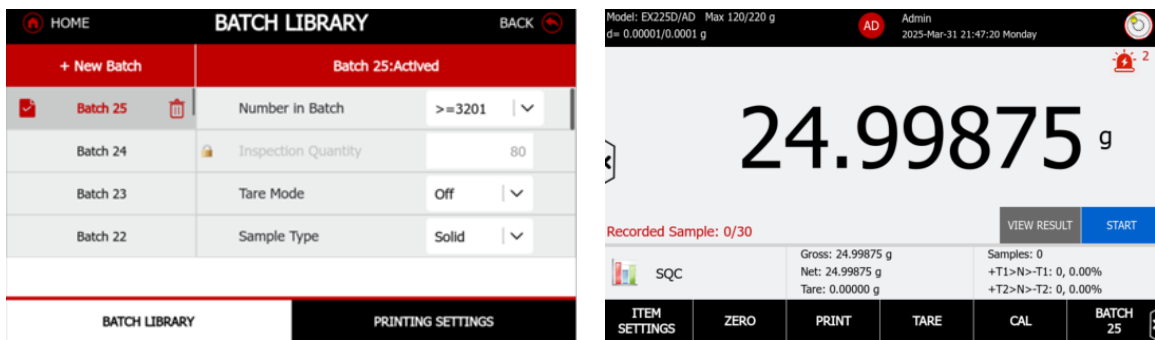 HOME BATCH LIBRARY BACK
+ New Batch Batch 25:Actived
Batch 25 Number in Batch >=3201
Batch 24 Inspection Quantity 80
Batch 23 Tare Mode Off
Batch 22 Sample Type Solid
BATCH LIBRARY PRINTING SETTINGS
Model: EX225D/AD Max 120/220 g
d= 0.00001/0.0001 g
AD
Admin
2025-Mar-31 21:47:20 Monday
2
24.99875 g
Recorded Sample: 0/30
VIEW RESULT START
SQC
Gross: 24.99875 g
Net: 24.99875 g
Tare: 0.00000 g
Samples: 0
+T1>N>-T1: 0, 0.00%
+T2>N>-T2: 0, 0.00%
ITEM SETTINGS ZERO PRINT TARE CAL BATCH 25